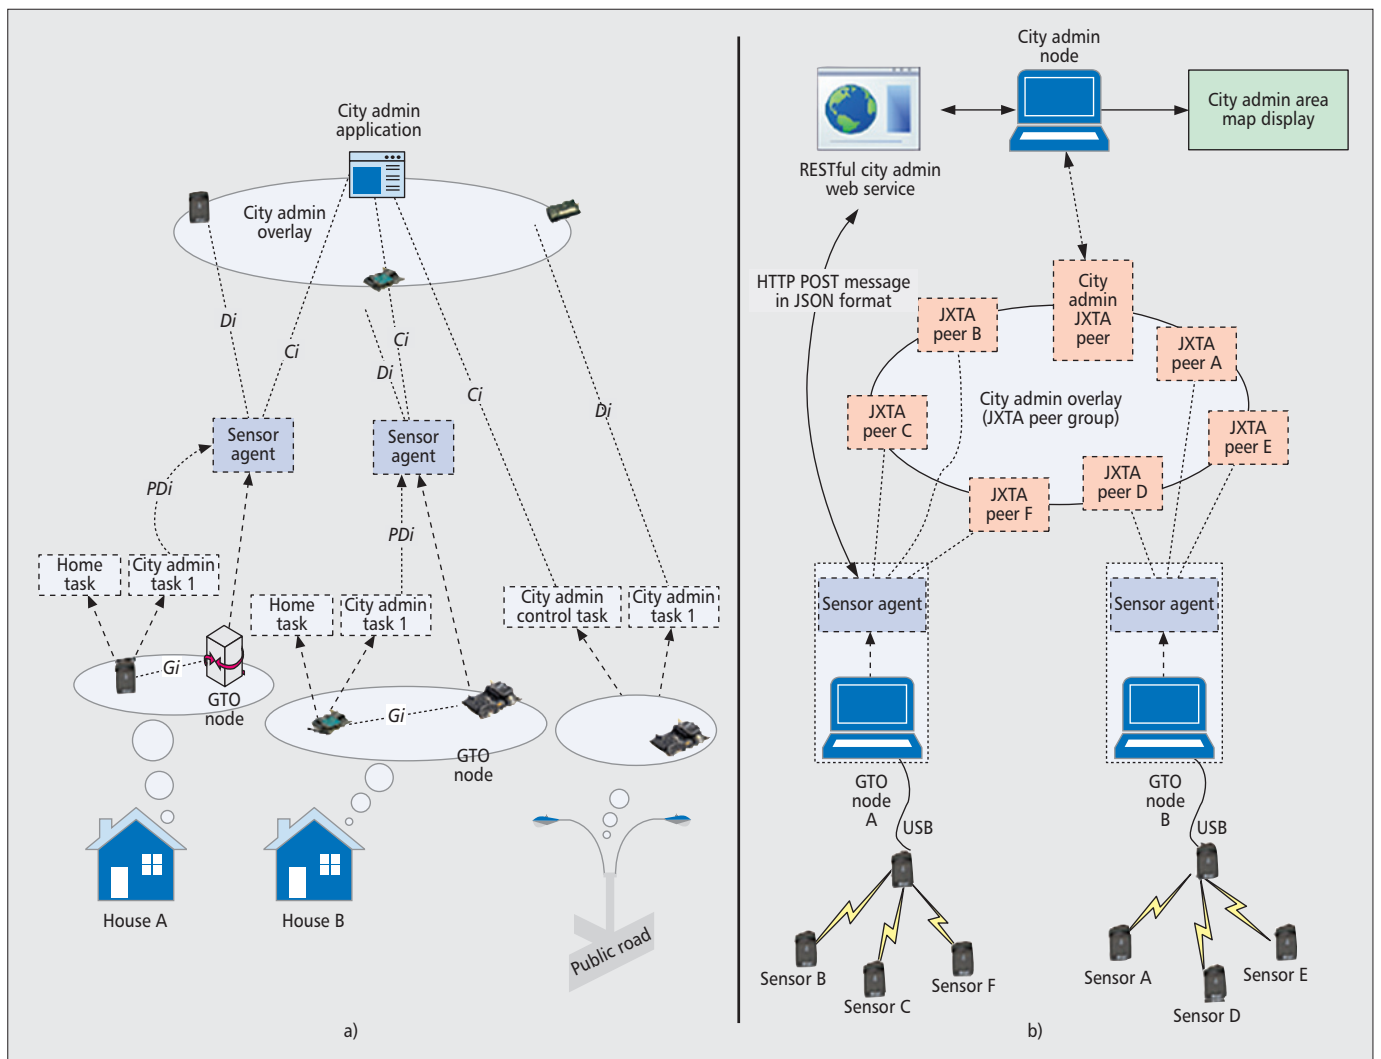 City admin
application
City admin
overlay
Di
Ci
Ci
Di
Ci
Di
Sensor
agent
Sensor
agent
PDi
PDi
Home
task
City admin
task 1
Home
task
City admin
task 1
City admin
control task
City admin
task 1
Gi
GTO
node
Gi
GTO
node
House A
House B
Public road
a)
City admin
node
City admin area
map display
RESTful city admin
web service
HTTP POST message
in JSON format
City
admin
JXTA
peer
JXTA
peer B
JXTA
peer A
City admin overlay
(JXTA peer group)
JXTA
peer C
JXTA
peer E
JXTA
peer D
JXTA
peer F
Sensor agent
Sensor agent
GTO
node
A
USB
GTO
node
B
USB
Sensor B
Sensor C
Sensor F
Sensor A
Sensor D
Sensor E
b)